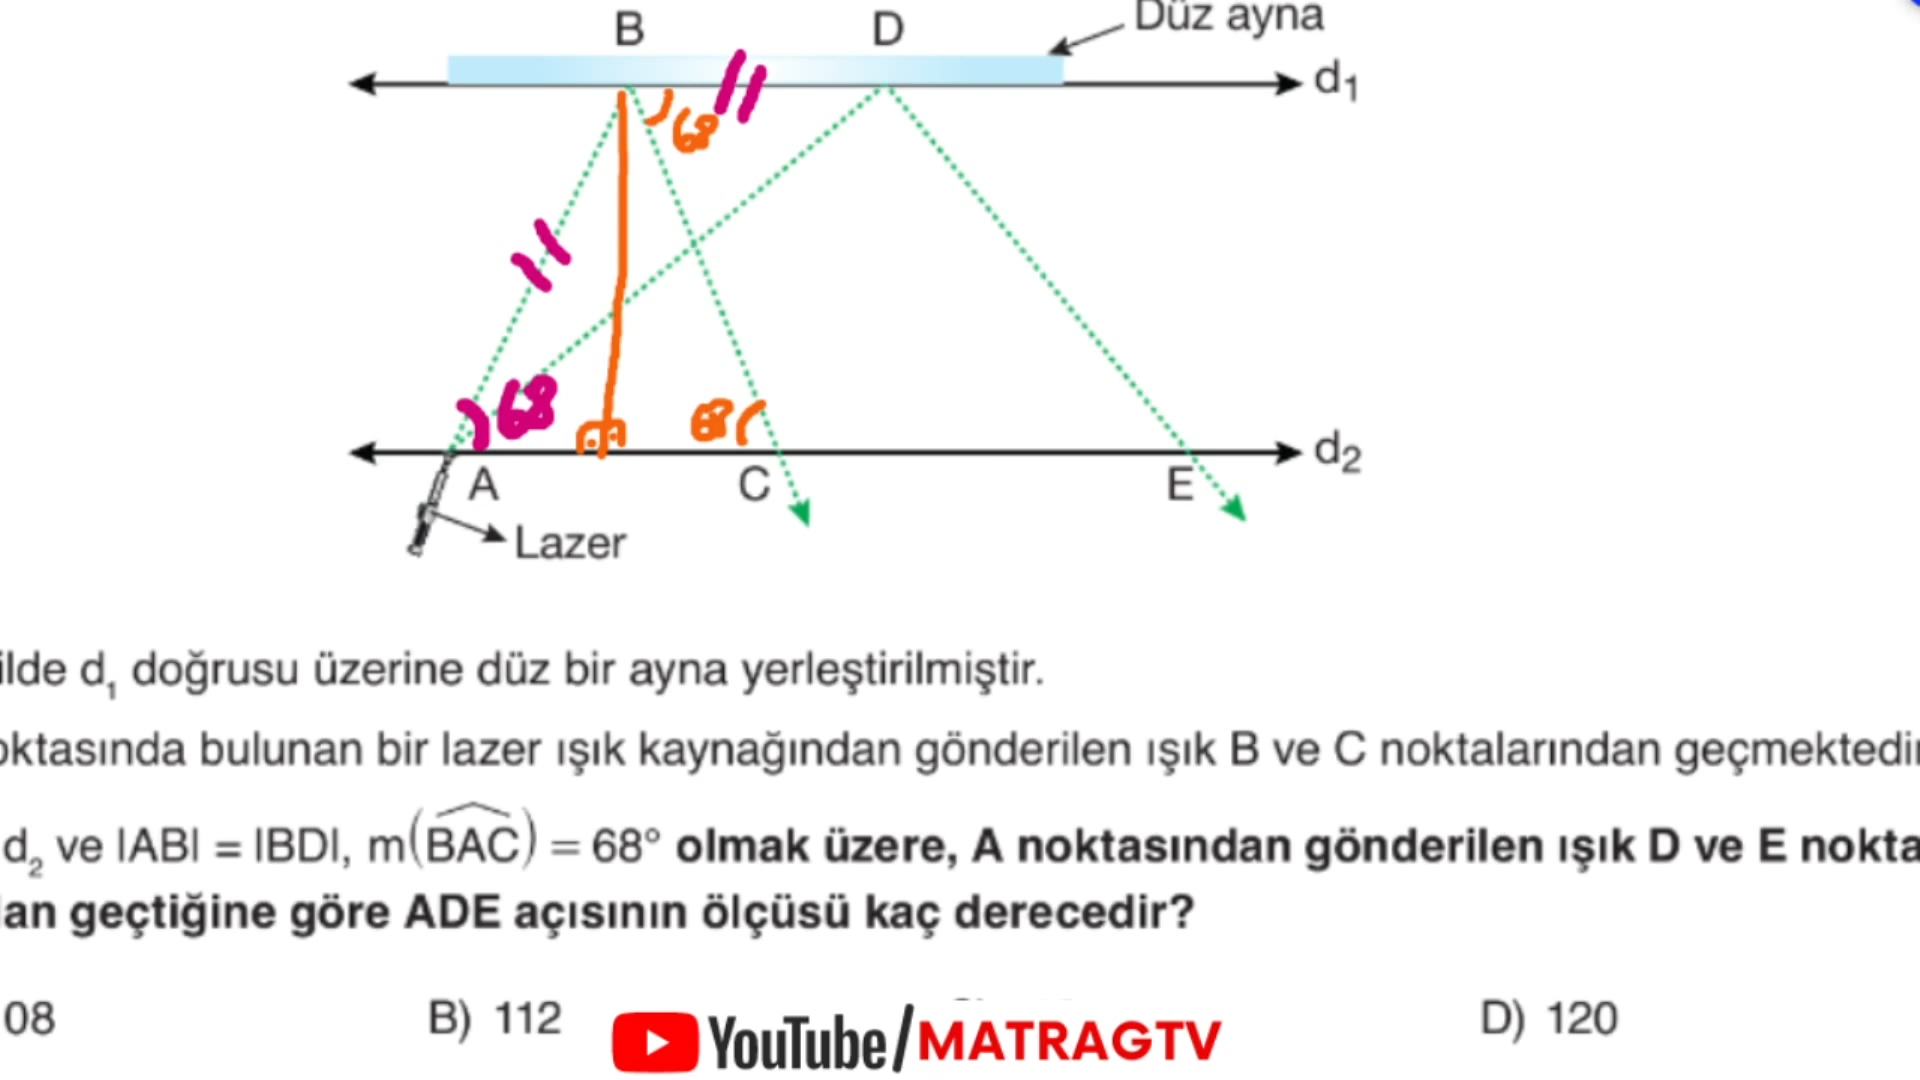 B D Düz ayna
d1
68
68 68
d2
A C E
Lazer
ilde d1 doğrusu üzerine düz bir ayna yerleştirilmiştir.
oktasında bulunan bir lazer ışık kaynağından gönderilen ışık B ve C noktalarından geçmektedir
d2 ve |AB| = |BD|, m(BAC) = 68° olmak üzere, A noktasından gönderilen ışık D ve E nokta
lan geçtiğine göre ADE açısının ölçüsü kaç derecedir?
08 B) 112 D) 120
YouTube/MATRAGTV